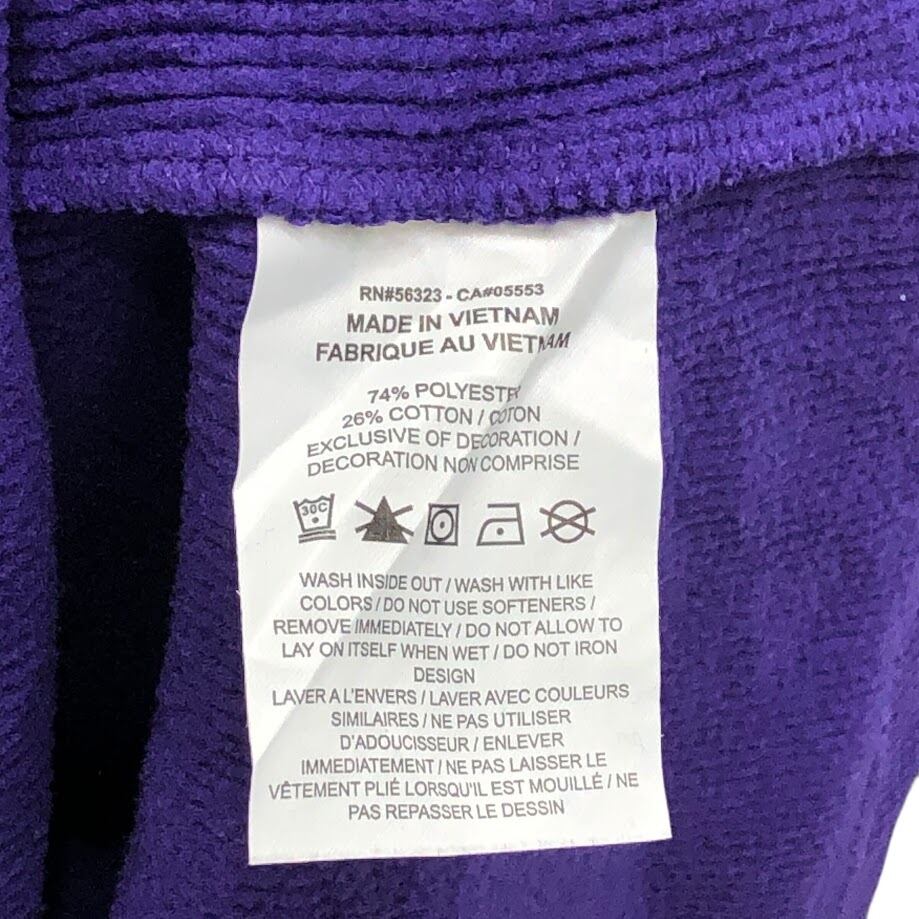 RN#56323 - CA#05553
MADE IN VIETNAM
FABRIQUE AU VIETNAM
74% POLYESTR
26% COTTON / COTON
EXCLUSIVE OF DECORATION /
DECORATION NON COMPRISE
30C
WASH INSIDE OUT / WASH WITH LIKE
COLORS / DO NOT USE SOFTENERS /
REMOVE IMMEDIATELY / DO NOT ALLOW TO
LAY ON ITSELF WHEN WET / DO NOT IRON
DESIGN
LAVER A L'ENVERS / LAVER AVEC COULEURS
SIMILAIRES / NE PAS UTILISER
D'ADOUCISSEUR / ENLEVER
IMMEDIATEMENT / NE PAS LAISSER LE
VÊTEMENT PLIÉ LORSQU'IL EST MOUILLÉ / NE
PAS REPASSER LE DESSIN